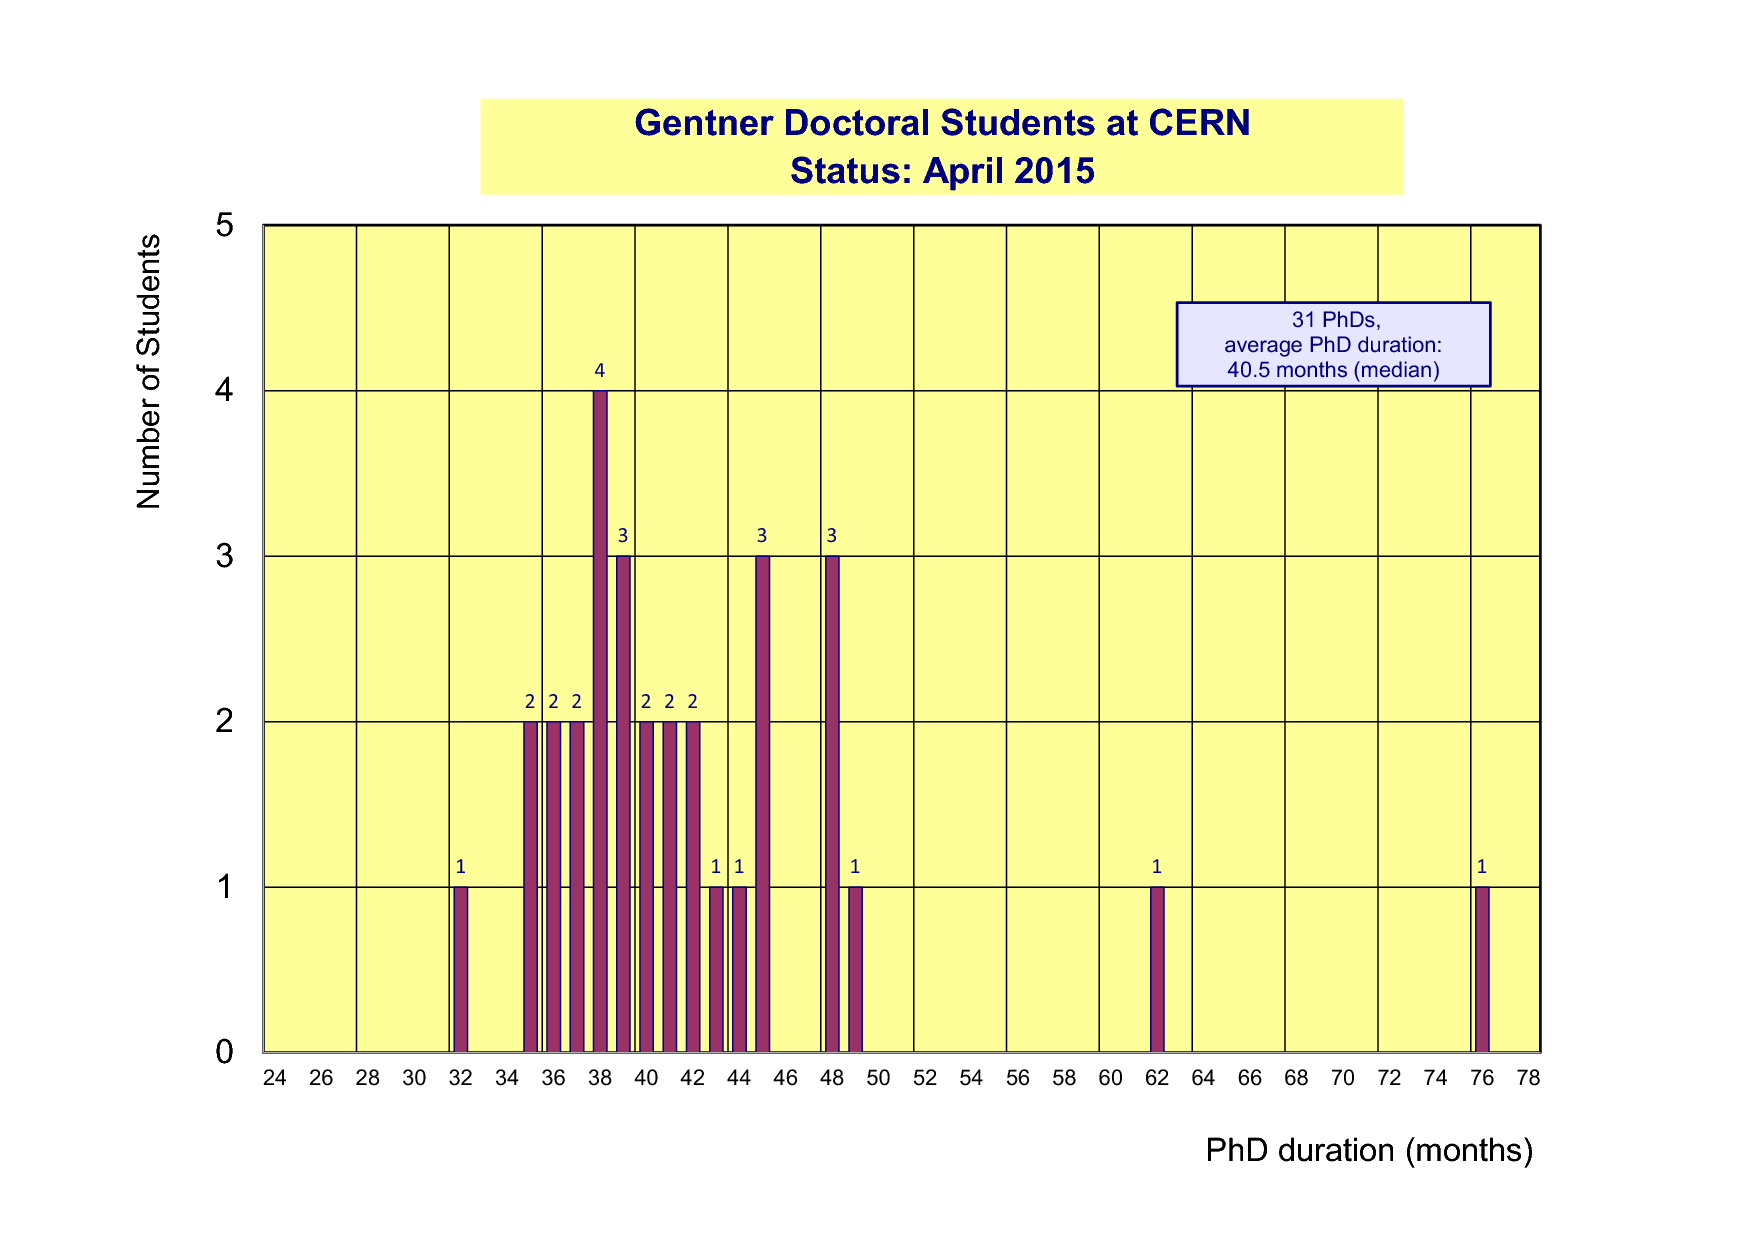 Gentner Doctoral Students at CERN
Status: April 2015
Number of Students
5
4
3
2
1
0
31 PhDs,
average PhD duration:
40.5 months (median)
1 2 2 2 4 3 2 2 2 1 1 3 3 1 1 1
24 26 28 30 32 34 36 38 40 42 44 46 48 50 52 54 56 58 60 62 64 66 68 70 72 74 76 78
PhD duration (months)